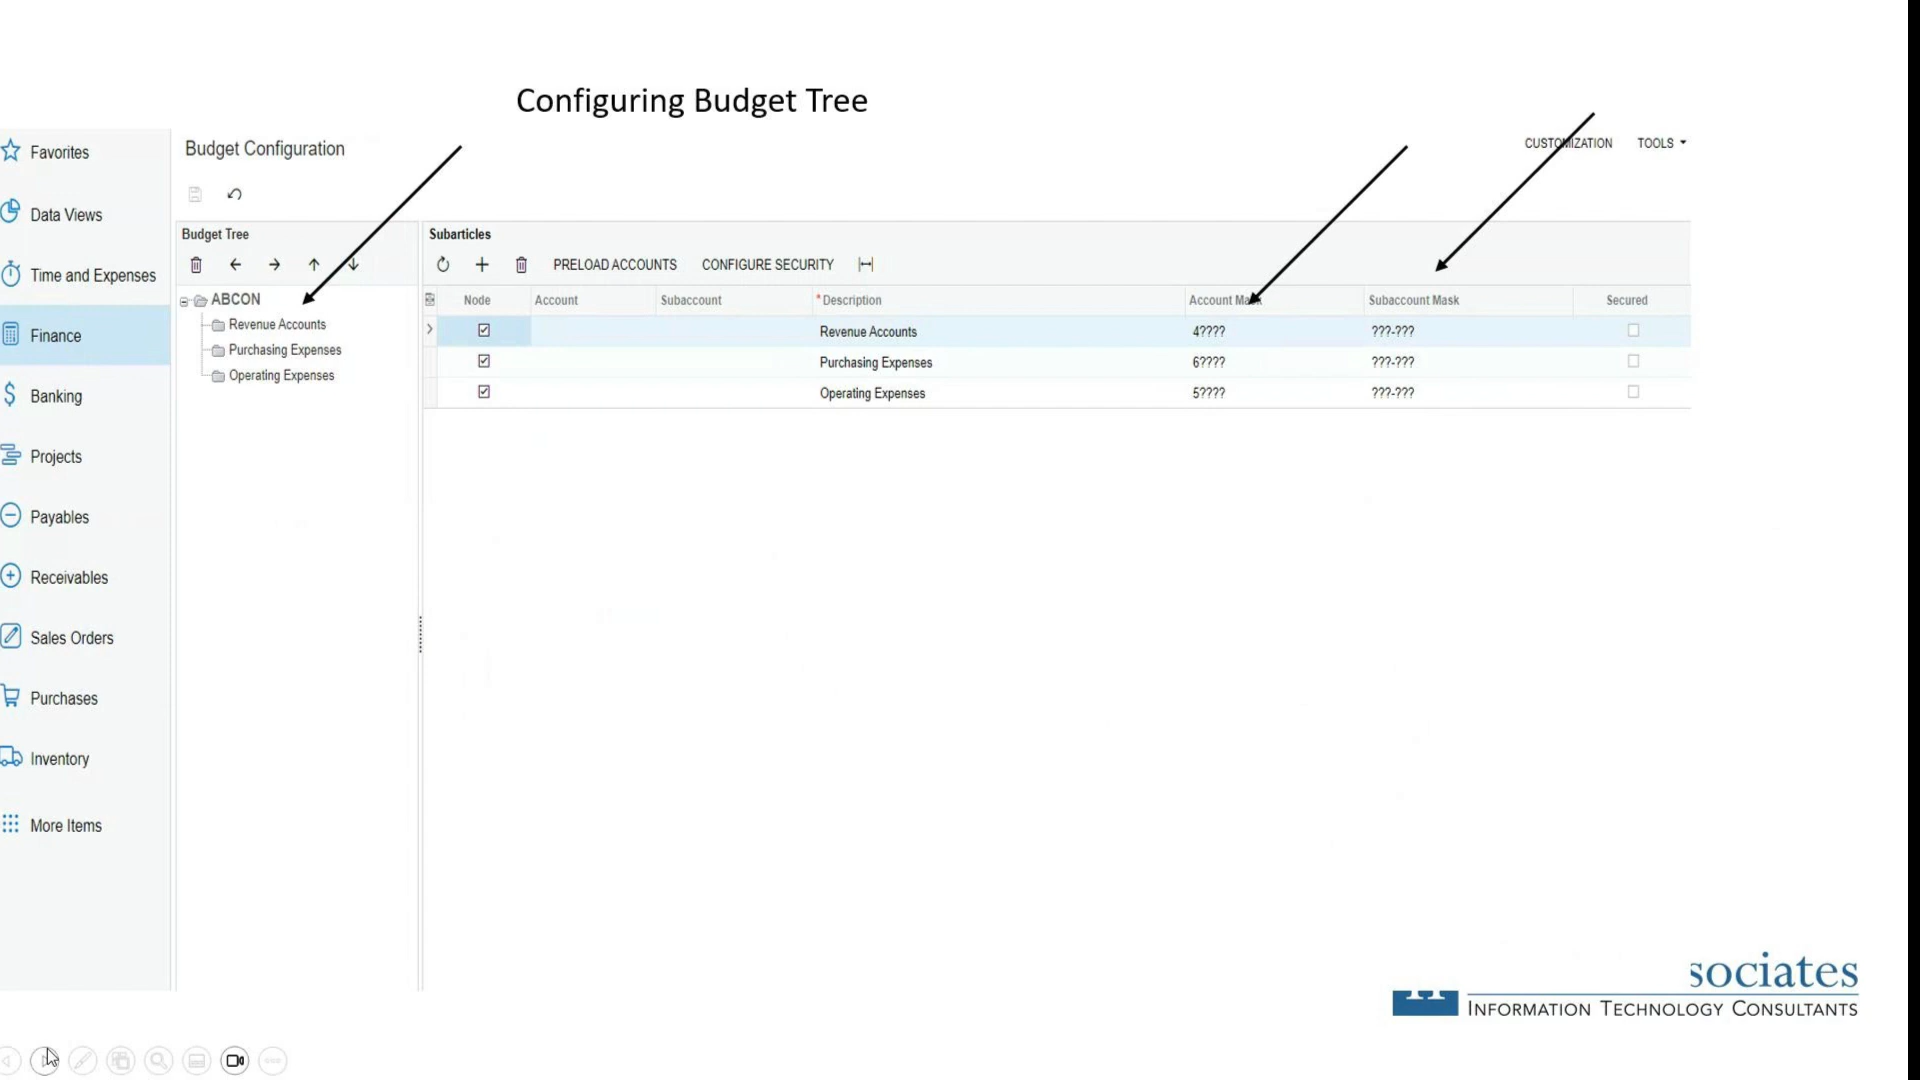 Configuring Budget Tree
Favorites
Data Views
Time and Expenses
Finance
Banking
Projects
Payables
Receivables
Sales Orders
Purchases
Inventory
More Items
Budget Configuration
CUSTOMIZATION TOOLS
Budget Tree
ABCON
Revenue Accounts
Purchasing Expenses
Operating Expenses
Subarticles
PRELOAD ACCOUNTS CONFIGURE SECURITY
Node Account Subaccount *Description Account Mask Subaccount Mask Secured
Revenue Accounts 4???? ???-???
Purchasing Expenses 6???? ???-???
Operating Expenses 5???? ???-???
sociates
INFORMATION TECHNOLOGY CONSULTANTS